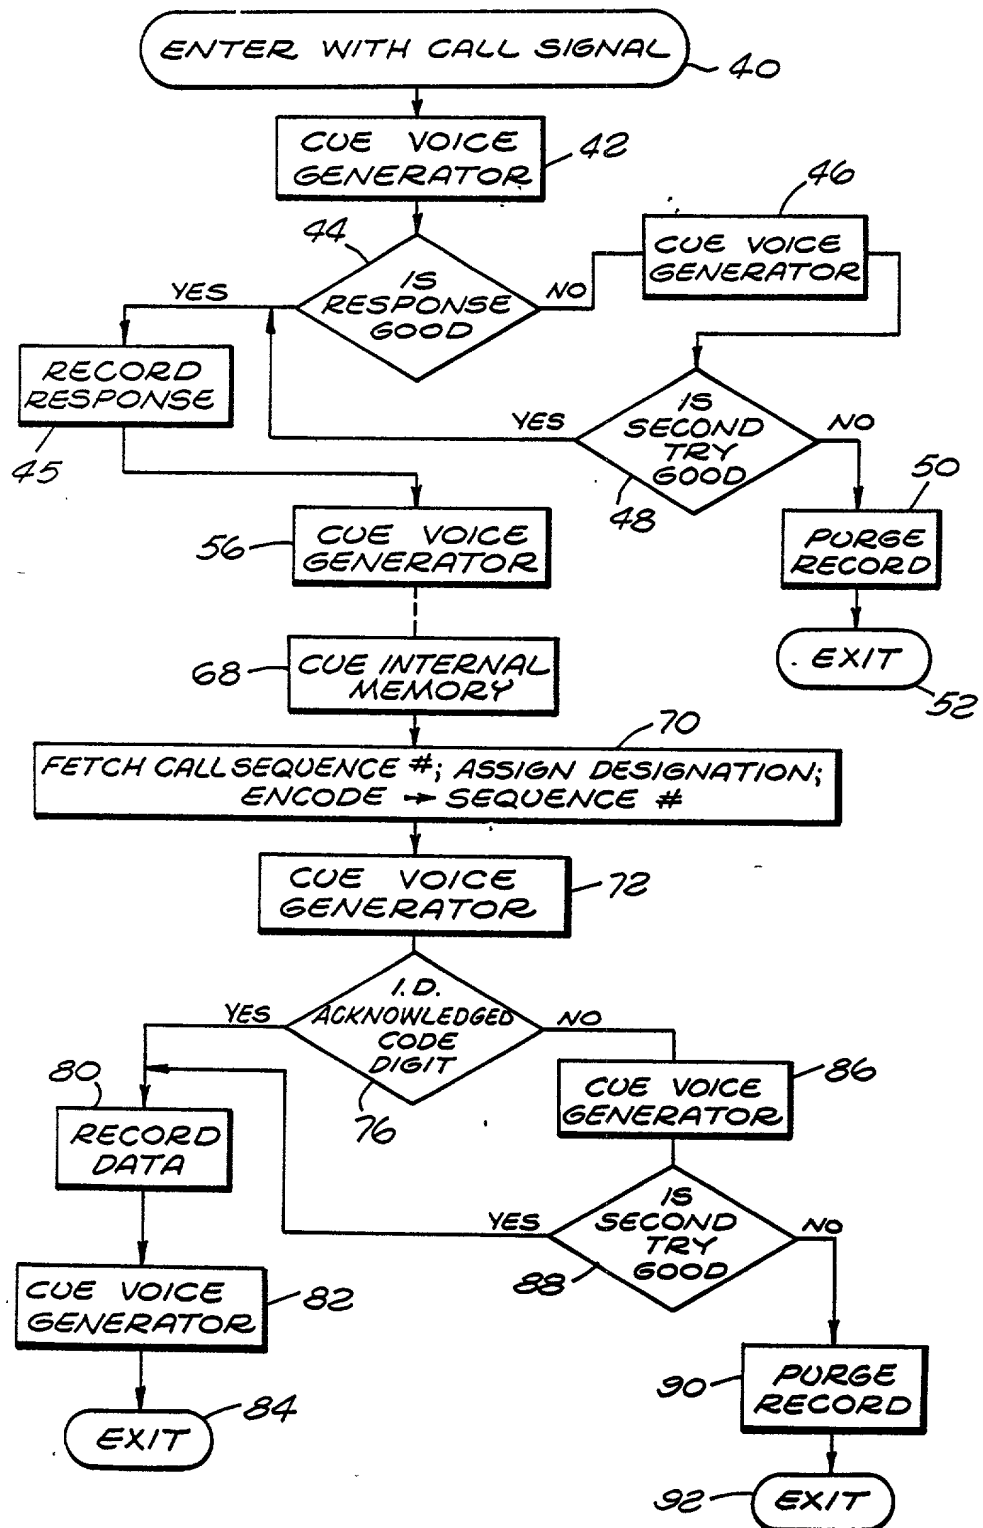 ENTER WITH CALL SIGNAL
40
CUE VOICE
GENERATOR
42
46
44
IS
RESPONSE
GOOD
YES
NO
CUE VOICE
GENERATOR
RECORD
RESPONSE
45
YES
IS
SECOND
TRY
GOOD
NO
48
50
56
CUE VOICE
GENERATOR
PURGE
RECORD
68
CUE INTERNAL
MEMORY
EXIT
52
70
FETCH CALL SEQUENCE #; ASSIGN DESIGNATION;
ENCODE → SEQUENCE #
CUE VOICE
GENERATOR
72
YES
I.D.
ACKNOWLEDGED
CODE
DIGIT
NO
76
80
RECORD
DATA
CUE VOICE
GENERATOR
86
YES
IS
SECOND
TRY
GOOD
NO
88
CUE VOICE
GENERATOR
82
90
PURGE
RECORD
84
EXIT
92
EXIT